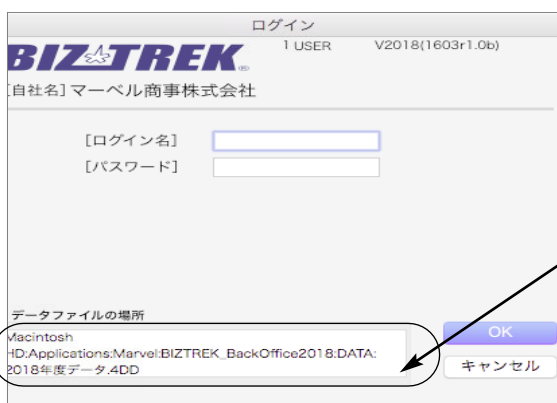 ログイン
BIZ☆TREK® 1 USER V2018(1603r1.0b)
[自社名] マーベル商事株式会社
[ログイン名]
[パスワード]
データファイルの場所
Macintosh
HD:Applications:Marvel:BIZTREK_BackOffice2018:DATA:
2018年度データ.4DD
OK
キャンセル